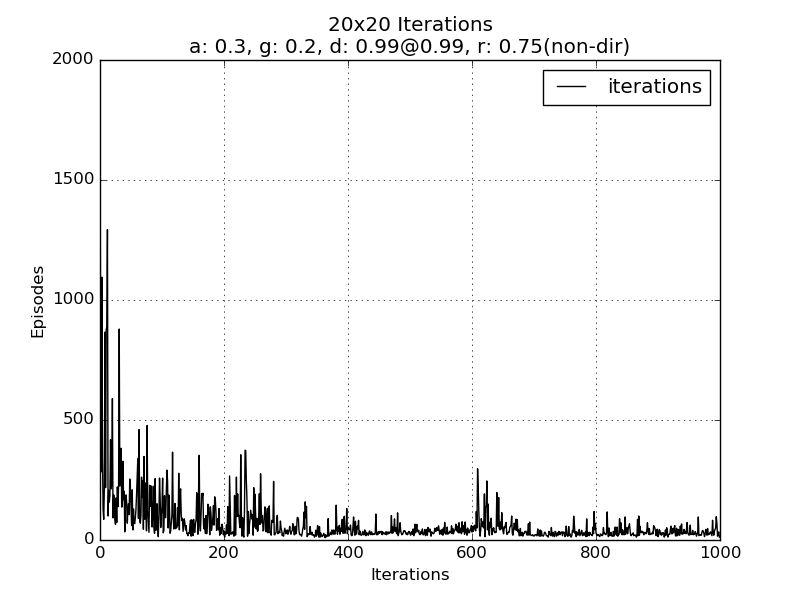 20x20 Iterations
a: 0.3, g: 0.2, d: 0.99@0.99, r: 0.75(non-dir)
2000
iterations
1500
1000
Episodes
500
0
0 200 400 600 800 1000
Iterations